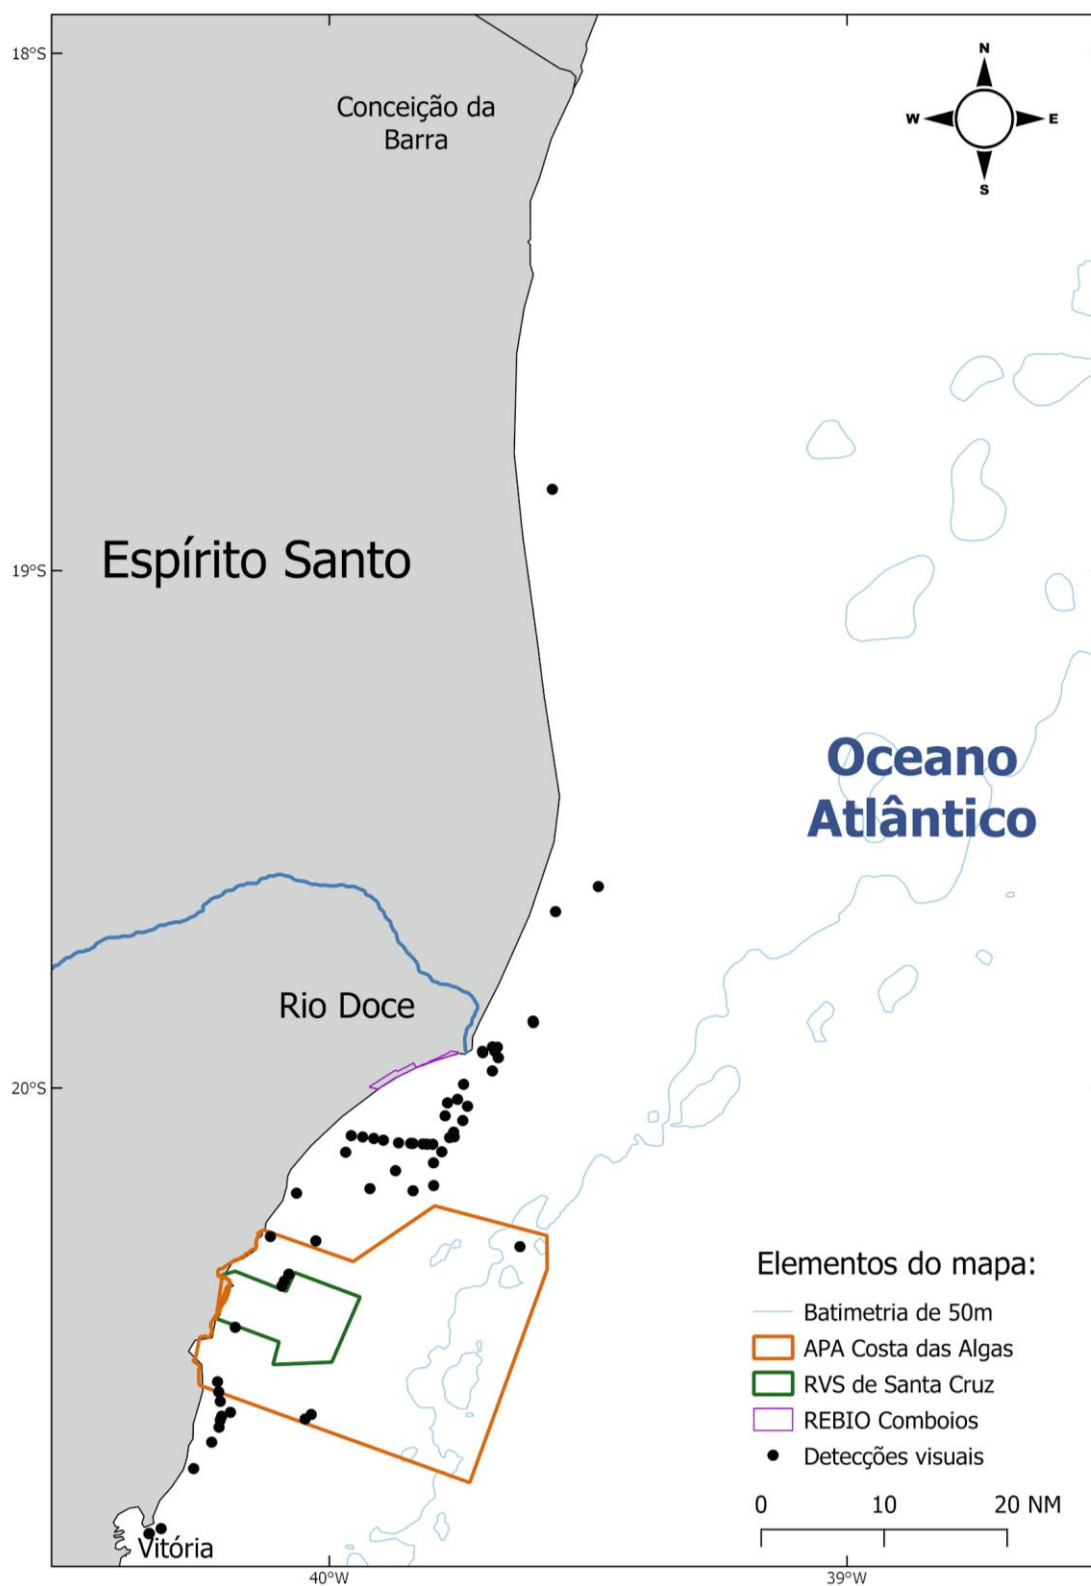 18°S
Conceição da
Barra
N
W
E
S
Espírito Santo
19°S
Oceano
Atlântico
Rio Doce
20°S
Elementos do mapa:
Batimetria de 50m
APA Costa das Algas
RVS de Santa Cruz
REBIO Comboios
Detecções visuais
0 10 20 NM
Vitória
40°W
39°W